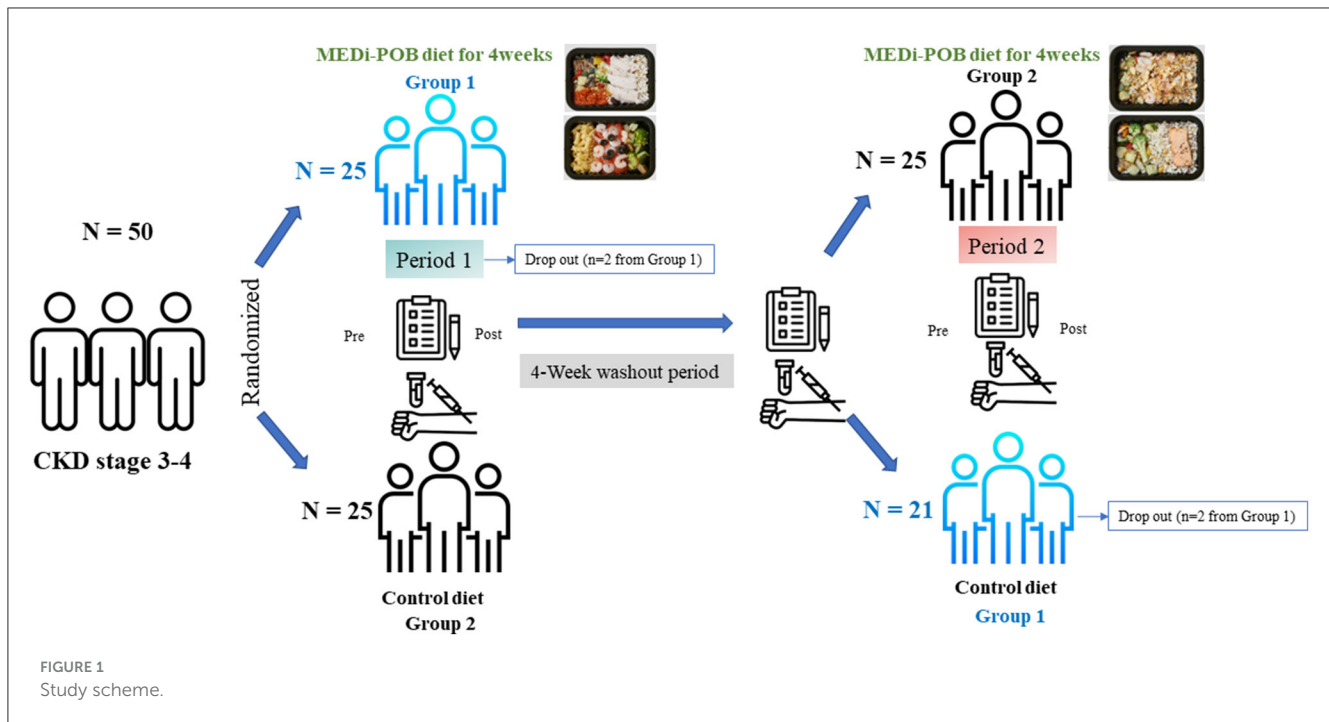 MEDi-POB diet for 4weeks
Group 1
N = 25
N = 50
CKD stage 3-4
Randomized
Period 1
Drop out (n=2 from Group 1)
Pre
Post
4-Week washout period
N = 25
Control diet
Group 2
MEDi-POB diet for 4weeks
Group 2
N = 25
Period 2
Pre
Post
N = 21
Drop out (n=2 from Group 1)
Control diet
Group 1
FIGURE 1
Study scheme.